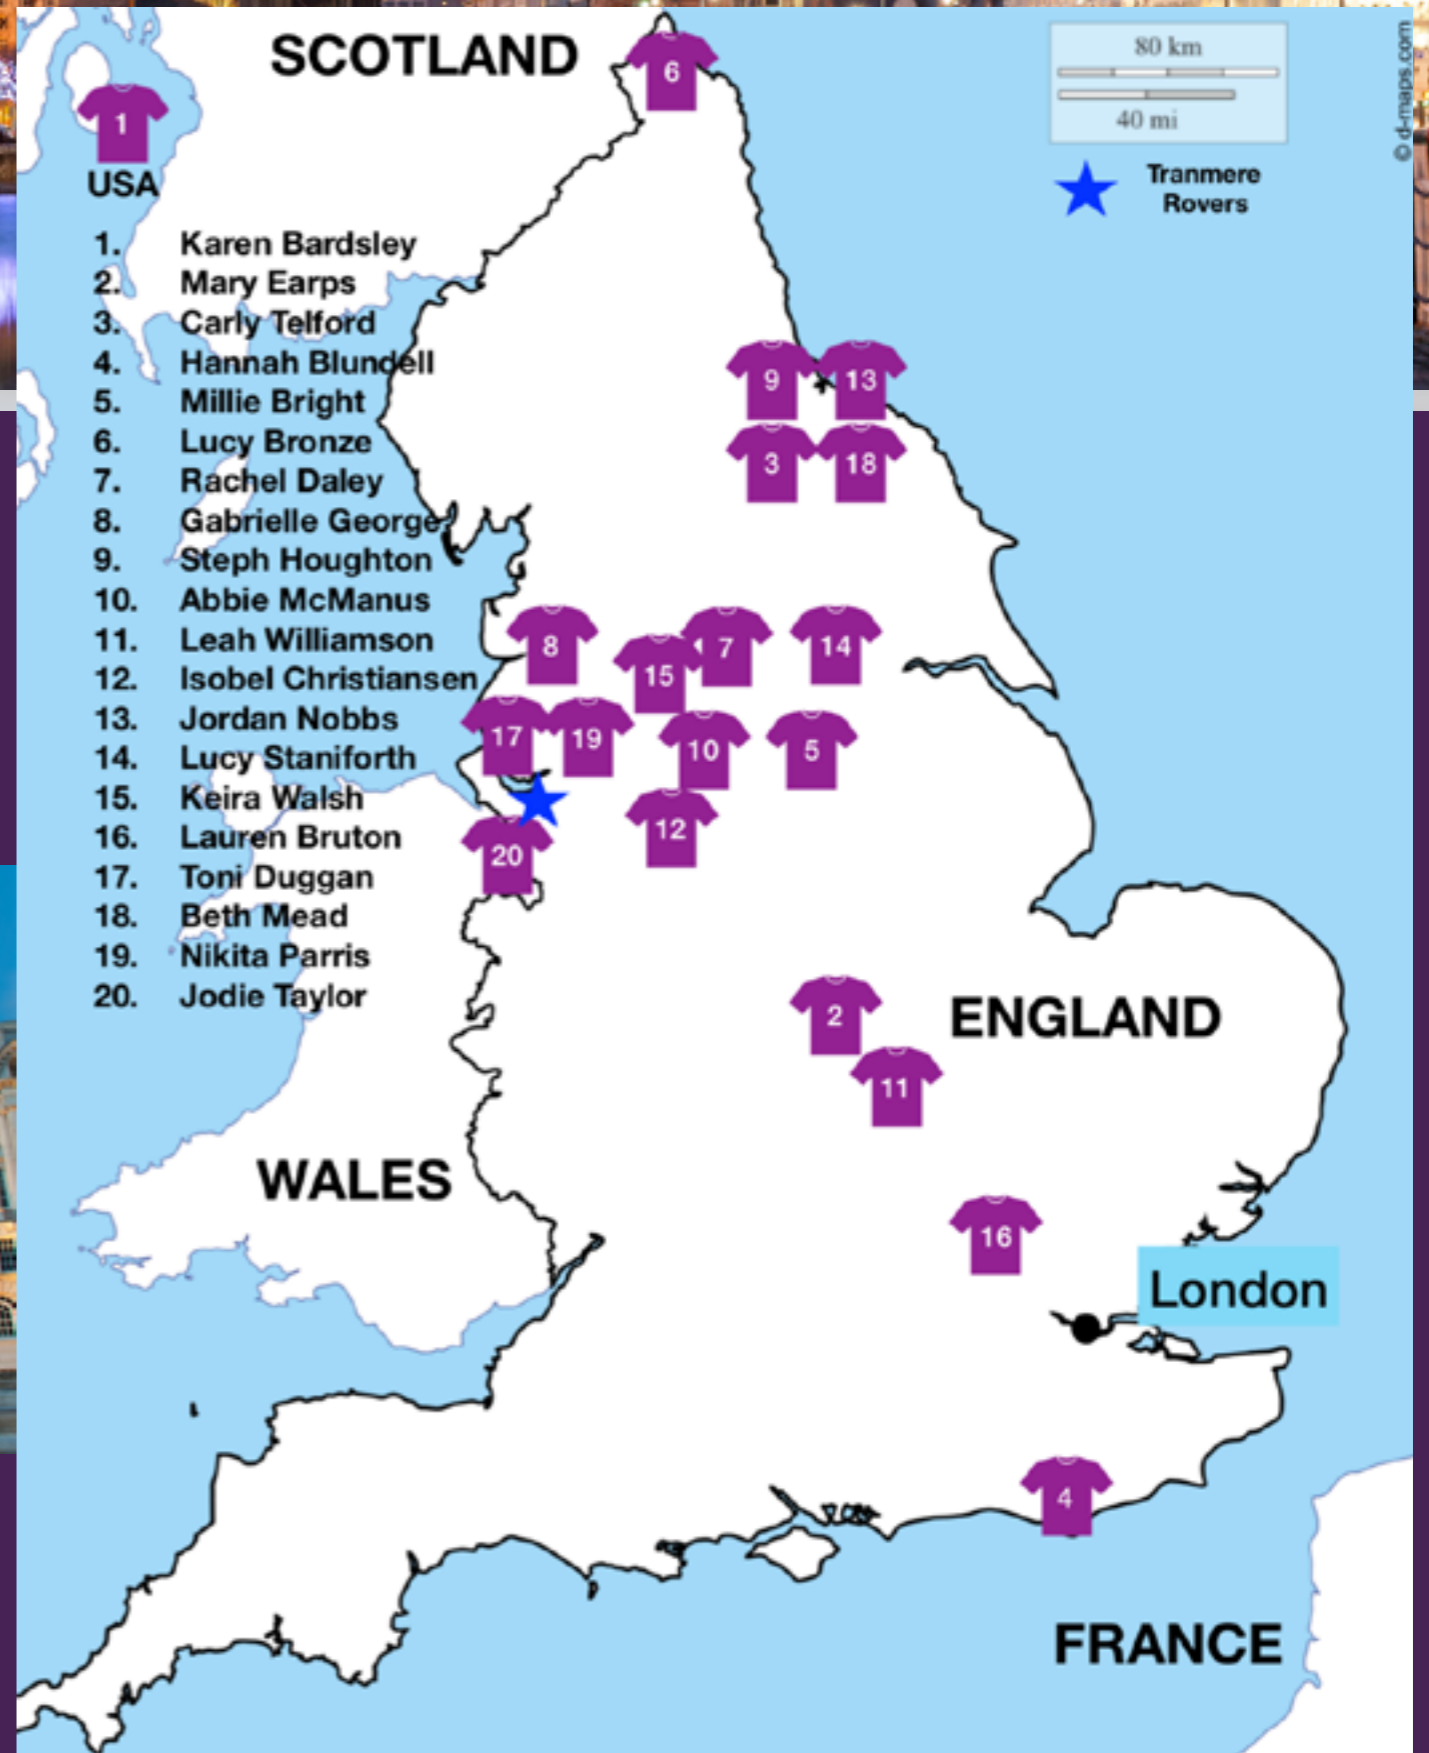 SCOTLAND
6
80 km
40 mi
© d-maps.com
1
USA
Tranmere
Rovers
1. Karen Bardsley
2. Mary Earps
3. Carly Telford
4. Hannah Blundell
5. Millie Bright
6. Lucy Bronze
7. Rachel Daley
8. Gabrielle George
9. Steph Houghton
10. Abbie McManus
11. Leah Williamson
12. Isobel Christiansen
13. Jordan Nobbs
14. Lucy Staniforth
15. Keira Walsh
16. Lauren Bruton
17. Toni Duggan
18. Beth Mead
19. Nikita Parris
20. Jodie Taylor
9 13
3 18
8 15 7 14
17 19 10 5
12
20
2
ENGLAND
11
WALES
16
London
4
FRANCE